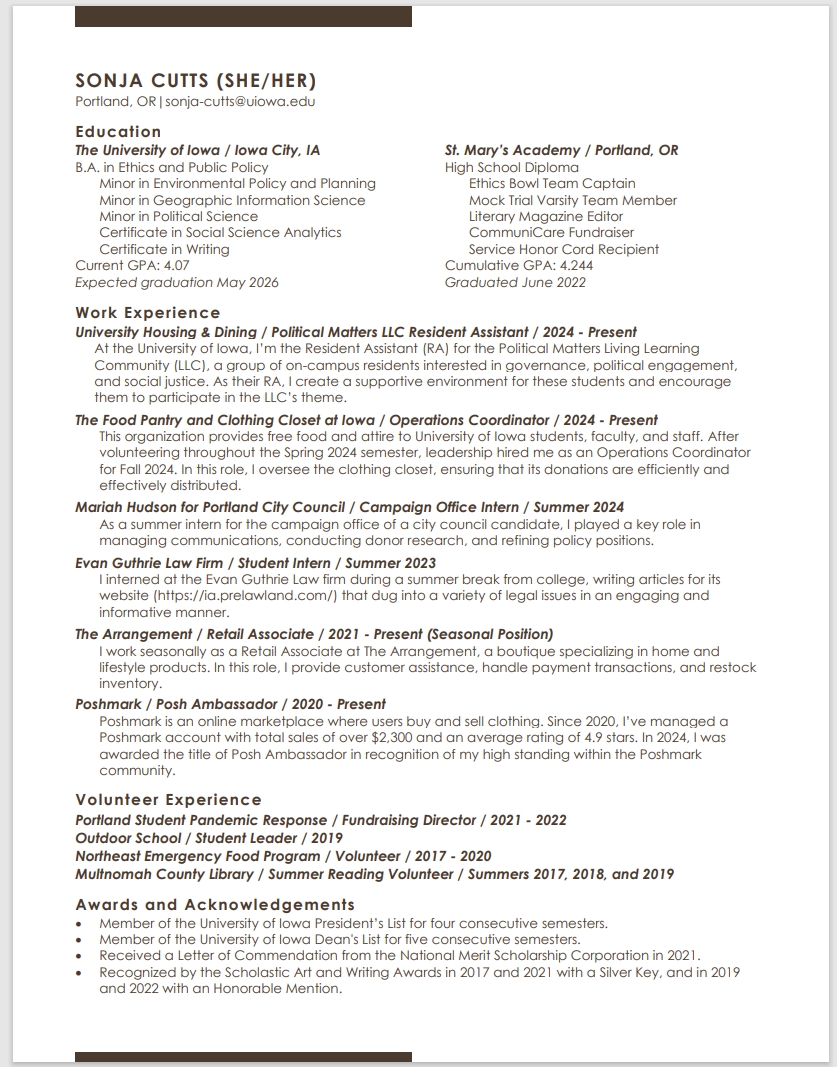 SONJA CUTTS (SHE/HER)
Portland, OR|sonja-cutts@uiowa.edu
Education
The University of Iowa / Iowa City, IA
B.A. in Ethics and Public Policy
Minor in Environmental Policy and Planning
Minor in Geographic Information Science
Minor in Political Science
Certificate in Social Science Analytics
Certificate in Writing
Current GPA: 4.07
Expected graduation May 2026
St. Mary's Academy / Portland, OR
High School Diploma
Ethics Bowl Team Captain
Mock Trial Varsity Team Member
Literary Magazine Editor
CommuniCare Fundraiser
Service Honor Cord Recipient
Cumulative GPA: 4.244
Graduated June 2022
Work Experience
University Housing & Dining / Political Matters LLC Resident Assistant / 2024 - Present
At the University of Iowa, I'm the Resident Assistant (RA) for the Political Matters Living Learning
Community (LLC), a group of on-campus residents interested in governance, political engagement,
and social justice. As their RA, I create a supportive environment for these students and encourage
them to participate in the LLC's theme.
The Food Pantry and Clothing Closet at Iowa / Operations Coordinator / 2024 - Present
This organization provides free food and attire to University of Iowa students, faculty, and staff. After
volunteering throughout the Spring 2024 semester, leadership hired me as an Operations Coordinator
for Fall 2024. In this role, I oversee the clothing closet, ensuring that its donations are efficiently and
effectively distributed.
Mariah Hudson for Portland City Council / Campaign Office Intern / Summer 2024
As a summer intern for the campaign office of a city council candidate, I played a key role in
managing communications, conducting donor research, and refining policy positions.
Evan Guthrie Law Firm / Student Intern / Summer 2023
I interned at the Evan Guthrie Law firm during a summer break from college, writing articles for its
website (https://ia.prelawland.com/) that dug into a variety of legal issues in an engaging and
informative manner.
The Arrangement / Retail Associate / 2021 - Present (Seasonal Position)
I work seasonally as a Retail Associate at The Arrangement, a boutique specializing in home and
lifestyle products. In this role, I provide customer assistance, handle payment transactions, and restock
inventory.
Poshmark / Posh Ambassador / 2020 - Present
Poshmark is an online marketplace where users buy and sell clothing. Since 2020, I've managed a
Poshmark account with total sales of over $2,300 and an average rating of 4.9 stars. In 2024, I was
awarded the title of Posh Ambassador in recognition of my high standing within the Poshmark
community.
Volunteer Experience
Portland Student Pandemic Response / Fundraising Director / 2021 - 2022
Outdoor School / Student Leader / 2019
Northeast Emergency Food Program / Volunteer / 2017 - 2020
Multnomah County Library / Summer Reading Volunteer / Summers 2017, 2018, and 2019
Awards and Acknowledgements
• Member of the University of Iowa President's List for four consecutive semesters.
• Member of the University of Iowa Dean's List for five consecutive semesters.
• Received a Letter of Commendation from the National Merit Scholarship Corporation in 2021.
• Recognized by the Scholastic Art and Writing Awards in 2017 and 2021 with a Silver Key, and in 2019
and 2022 with an Honorable Mention.